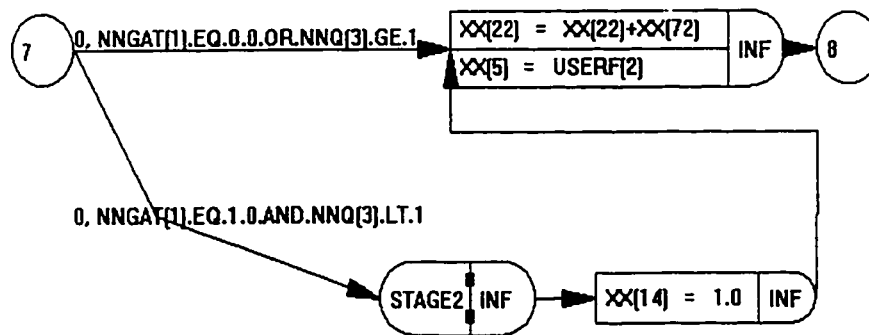 7
0, NNGAT(1).EQ.0.0.OR.NNQ(3).GE.1
XX(22) = XX(22)+XX(72)
XX(5) = USERF(2)
INF
8
0, NNGAT(1).EQ.1.0.AND.NNQ(3).LT.1
STAGE2
INF
XX(14) = 1.0
INF